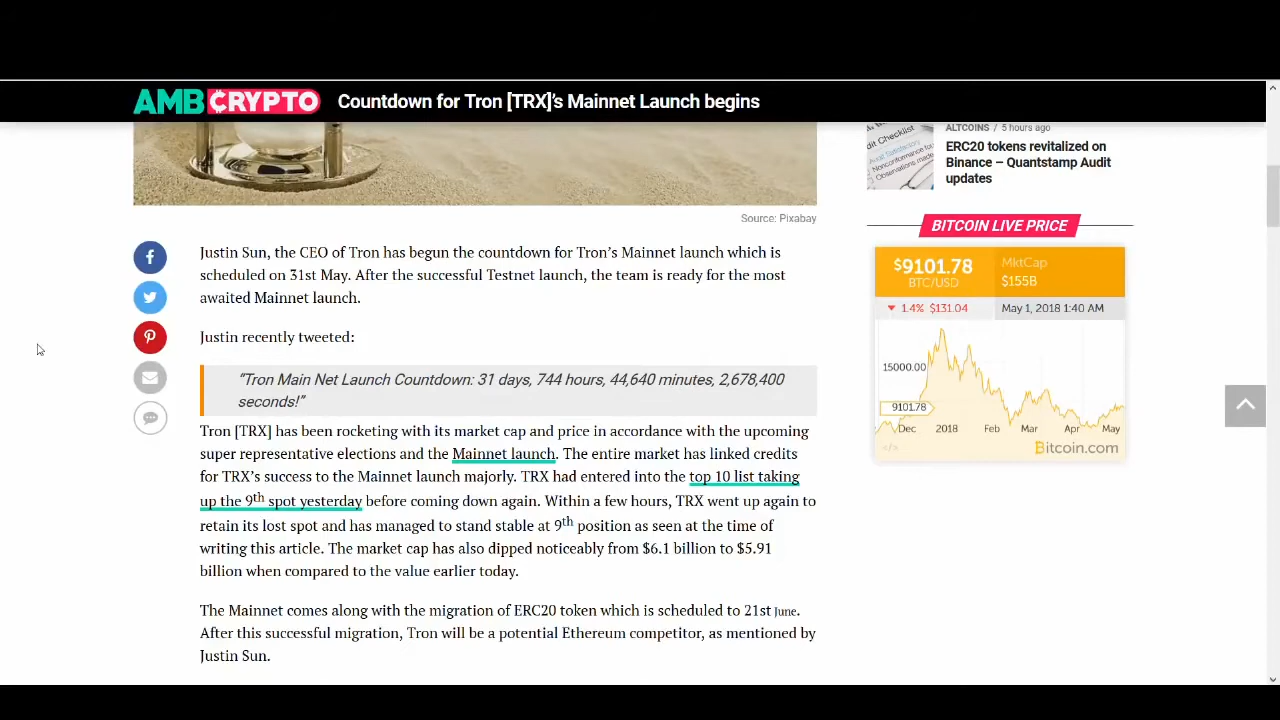 AMBCRYPTO Countdown for Tron [TRX]'s Mainnet Launch begins
ALTCOINS / 5 hours ago
ERC20 tokens revitalized on
Binance – Quantstamp Audit
updates
Source: Pixabay
BITCOIN LIVE PRICE
$9101.78
BTC/USD
MktCap
$155B
1.4% $131.04
May 1, 2018 1:40 AM
15000.00
9101.78
Dec 2018 Feb Mar Apr May
</>
Bitcoin.com
Justin Sun, the CEO of Tron has begun the countdown for Tron's Mainnet launch which is
scheduled on 31st May. After the successful Testnet launch, the team is ready for the most
awaited Mainnet launch.
Justin recently tweeted:
"Tron Main Net Launch Countdown: 31 days, 744 hours, 44,640 minutes, 2,678,400
seconds!"
Tron [TRX] has been rocketing with its market cap and price in accordance with the upcoming
super representative elections and the Mainnet launch. The entire market has linked credits
for TRX's success to the Mainnet launch majorly. TRX had entered into the top 10 list taking
up the 9th spot yesterday before coming down again. Within a few hours, TRX went up again to
retain its lost spot and has managed to stand stable at 9th position as seen at the time of
writing this article. The market cap has also dipped noticeably from $6.1 billion to $5.91
billion when compared to the value earlier today.
The Mainnet comes along with the migration of ERC20 token which is scheduled to 21st June.
After this successful migration, Tron will be a potential Ethereum competitor, as mentioned by
Justin Sun.